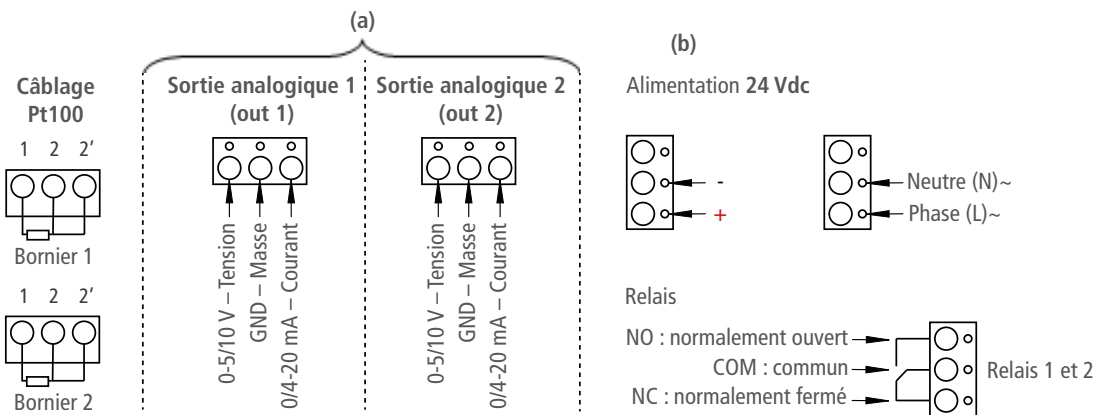 (a)
Câblage
Pt100
1 2 2'
Bornier 1
1 2 2'
Bornier 2
Sortie analogique 1
(out 1)
0-5/10 V – Tension
GND – Masse
0/4-20 mA – Courant
Sortie analogique 2
(out 2)
0-5/10 V – Tension
GND – Masse
0/4-20 mA – Courant
(b)
Alimentation 24 Vdc
-
+
Neutre (N)~
Phase (L)~
Relais
NO : normalement ouvert
COM : commun
NC : normalement fermé
Relais 1 et 2